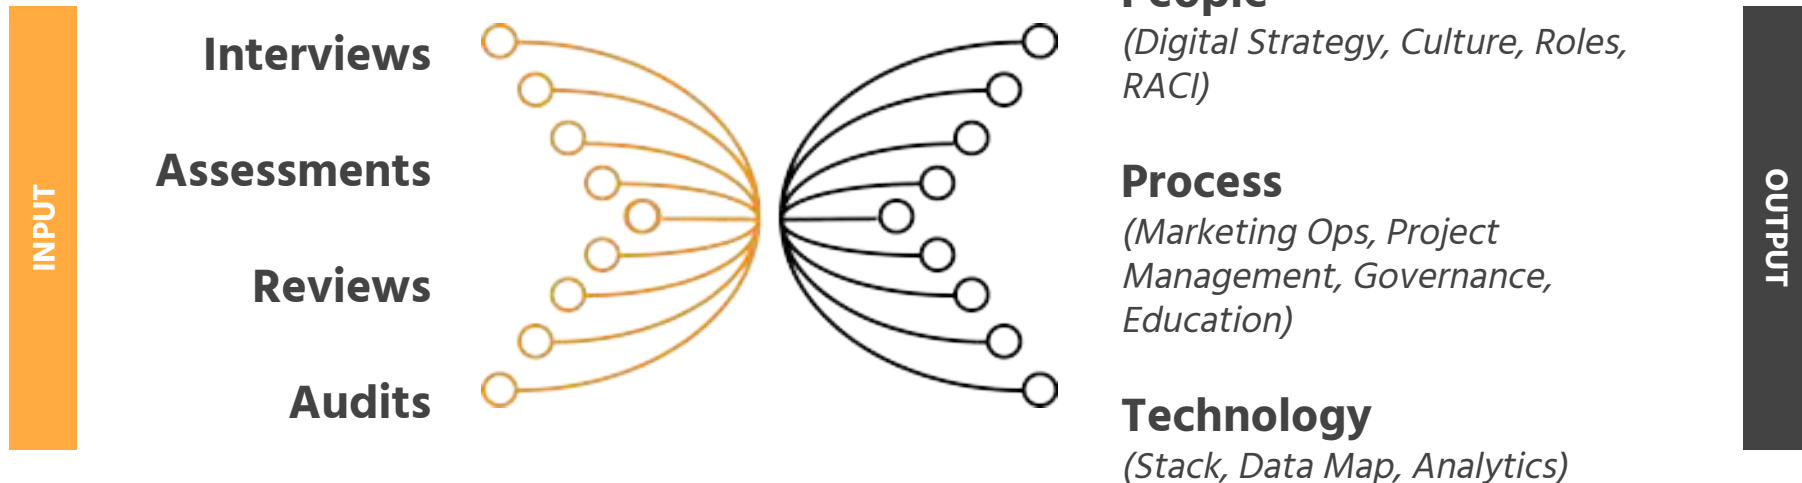 INPUT
Interviews
Assessments
Reviews
Audits
People
(Digital Strategy, Culture, Roles,
RACI)
Process
(Marketing Ops, Project
Management, Governance,
Education)
Technology
(Stack, Data Map, Analytics)
OUTPUT